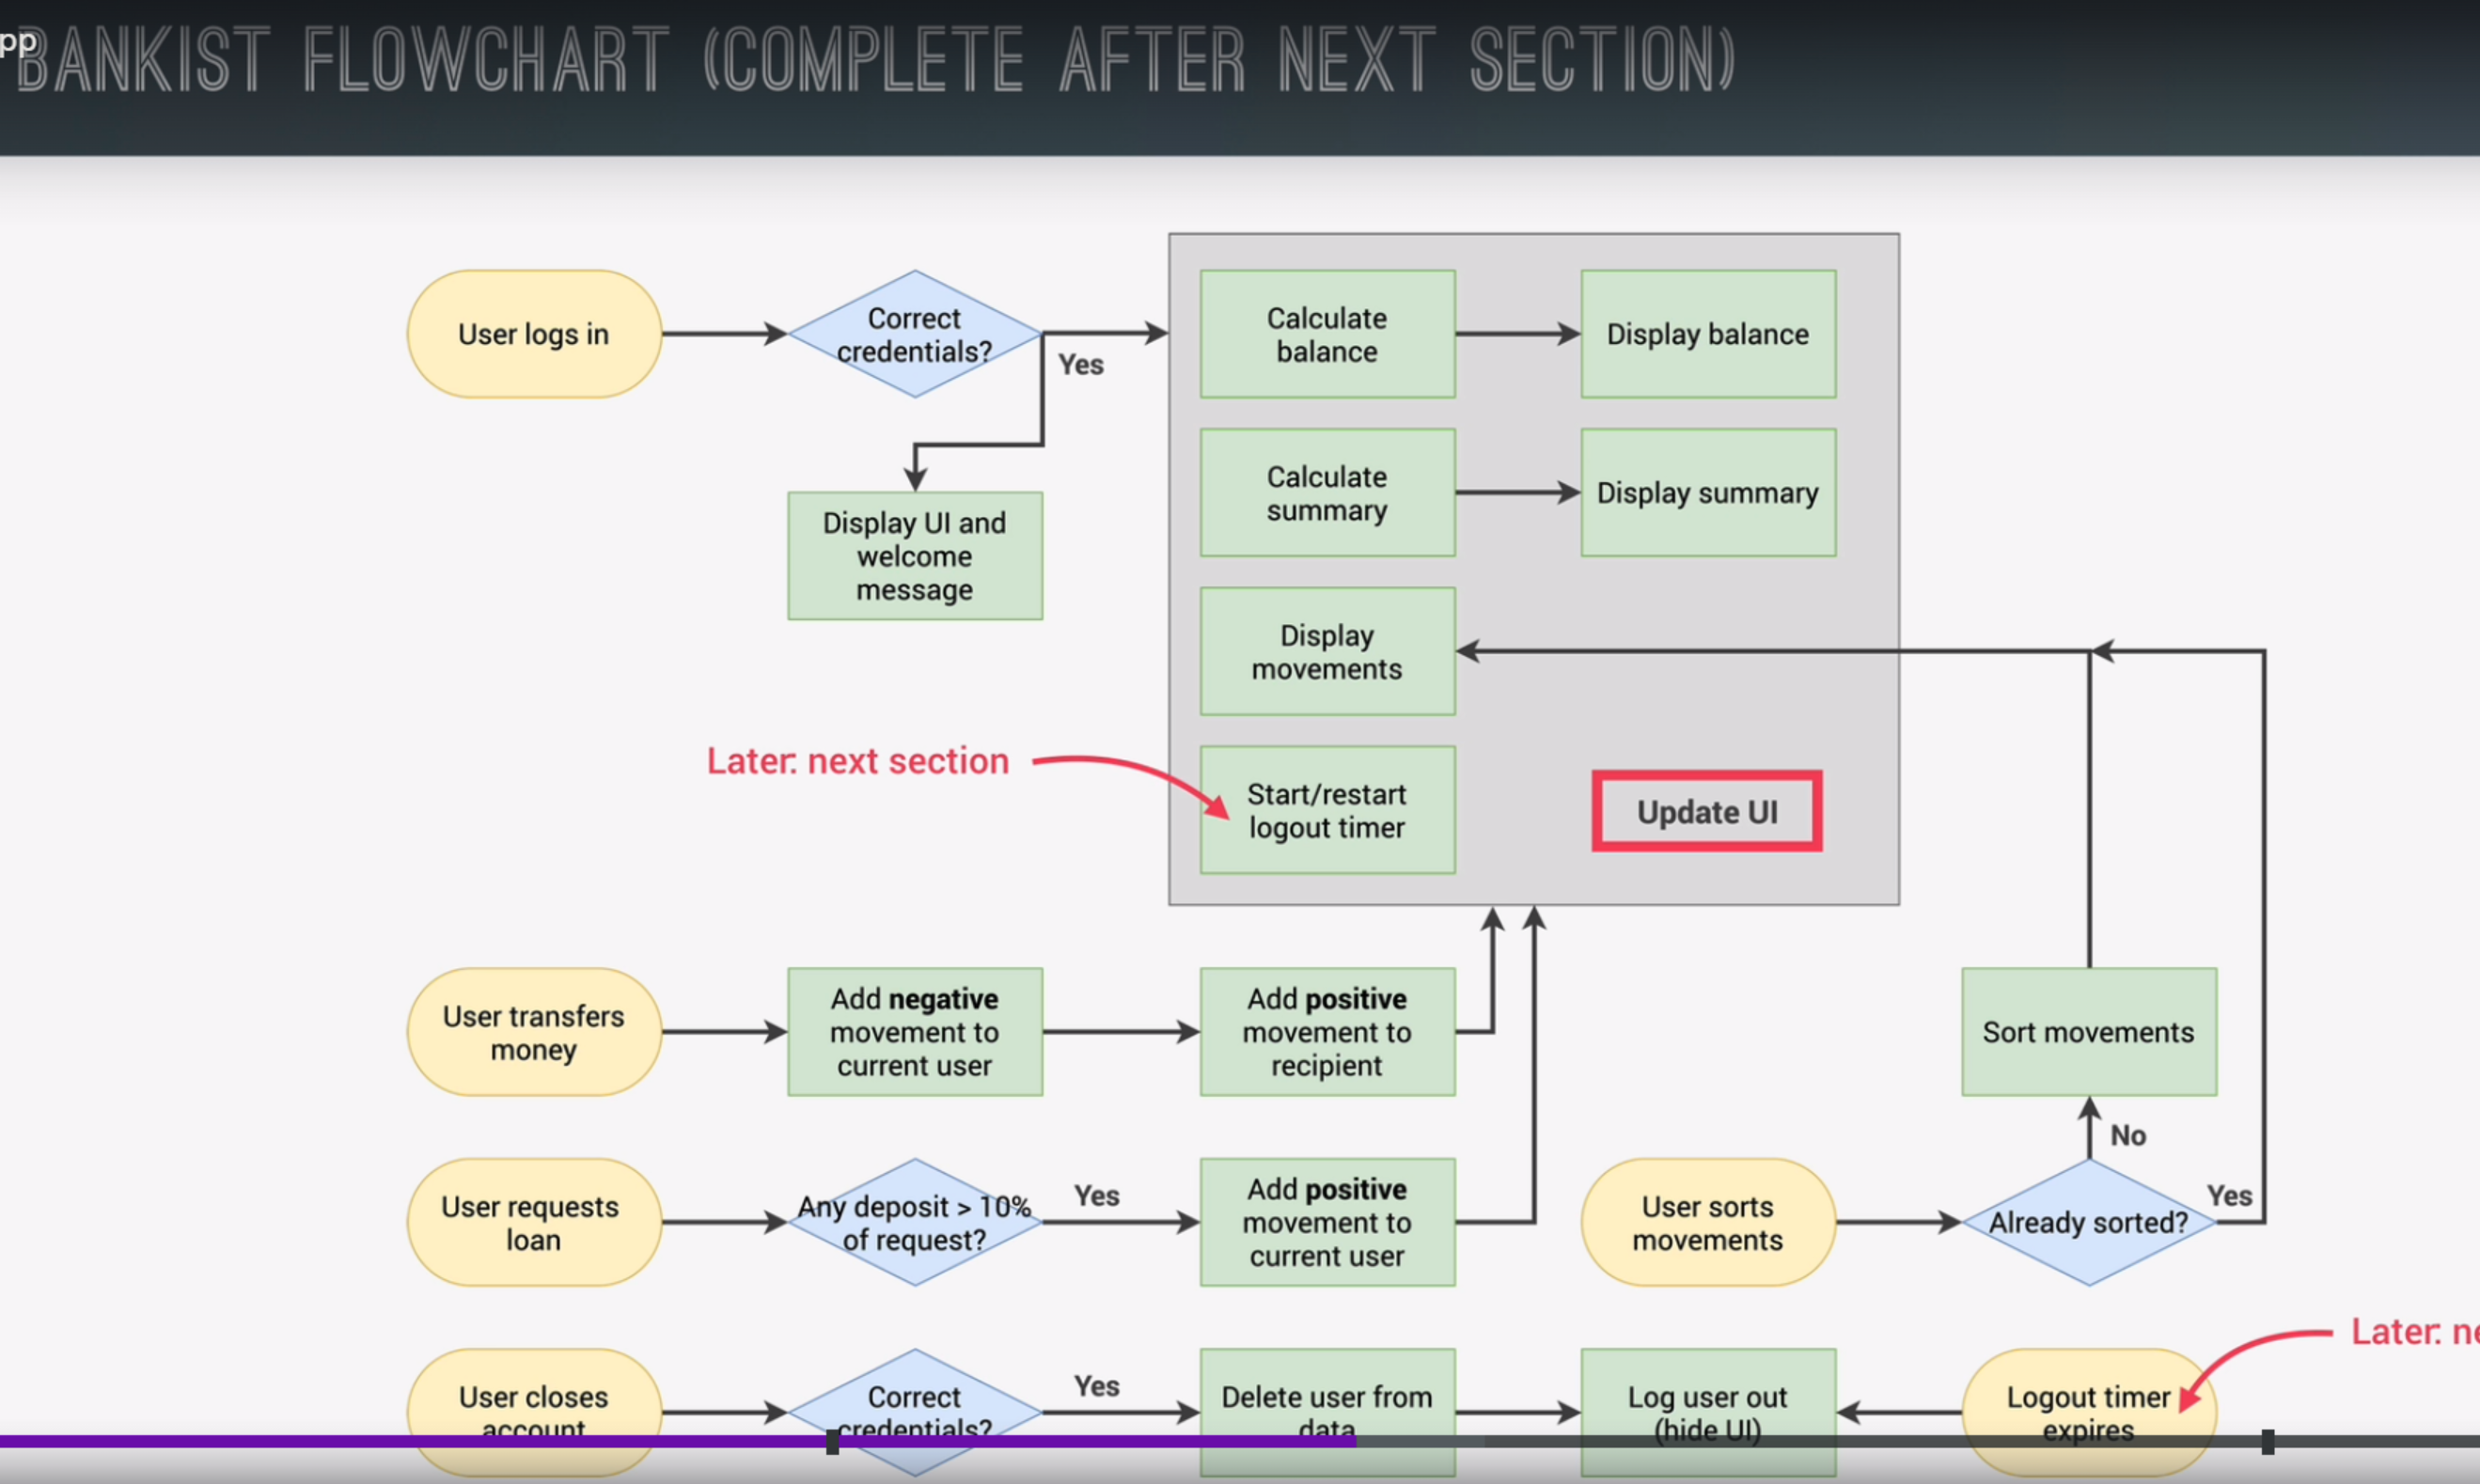 pp
BANKIST FLOWCHART (COMPLETE AFTER NEXT SECTION)
User logs in
Correct
credentials?
Yes
Display UI and
welcome
message
Calculate
balance
Display balance
Calculate
summary
Display summary
Display
movements
Later: next section
Start/restart
logout timer
Update UI
User transfers
money
Add negative
movement to
current user
Add positive
movement to
recipient
Sort movements
No
User requests
loan
Any deposit > 10%
of request?
Yes
Add positive
movement to
current user
User sorts
movements
Already sorted?
Yes
Later: ne
User closes
account
Correct
credentials?
Yes
Delete user from
data
Log user out
(hide UI)
Logout timer
expires